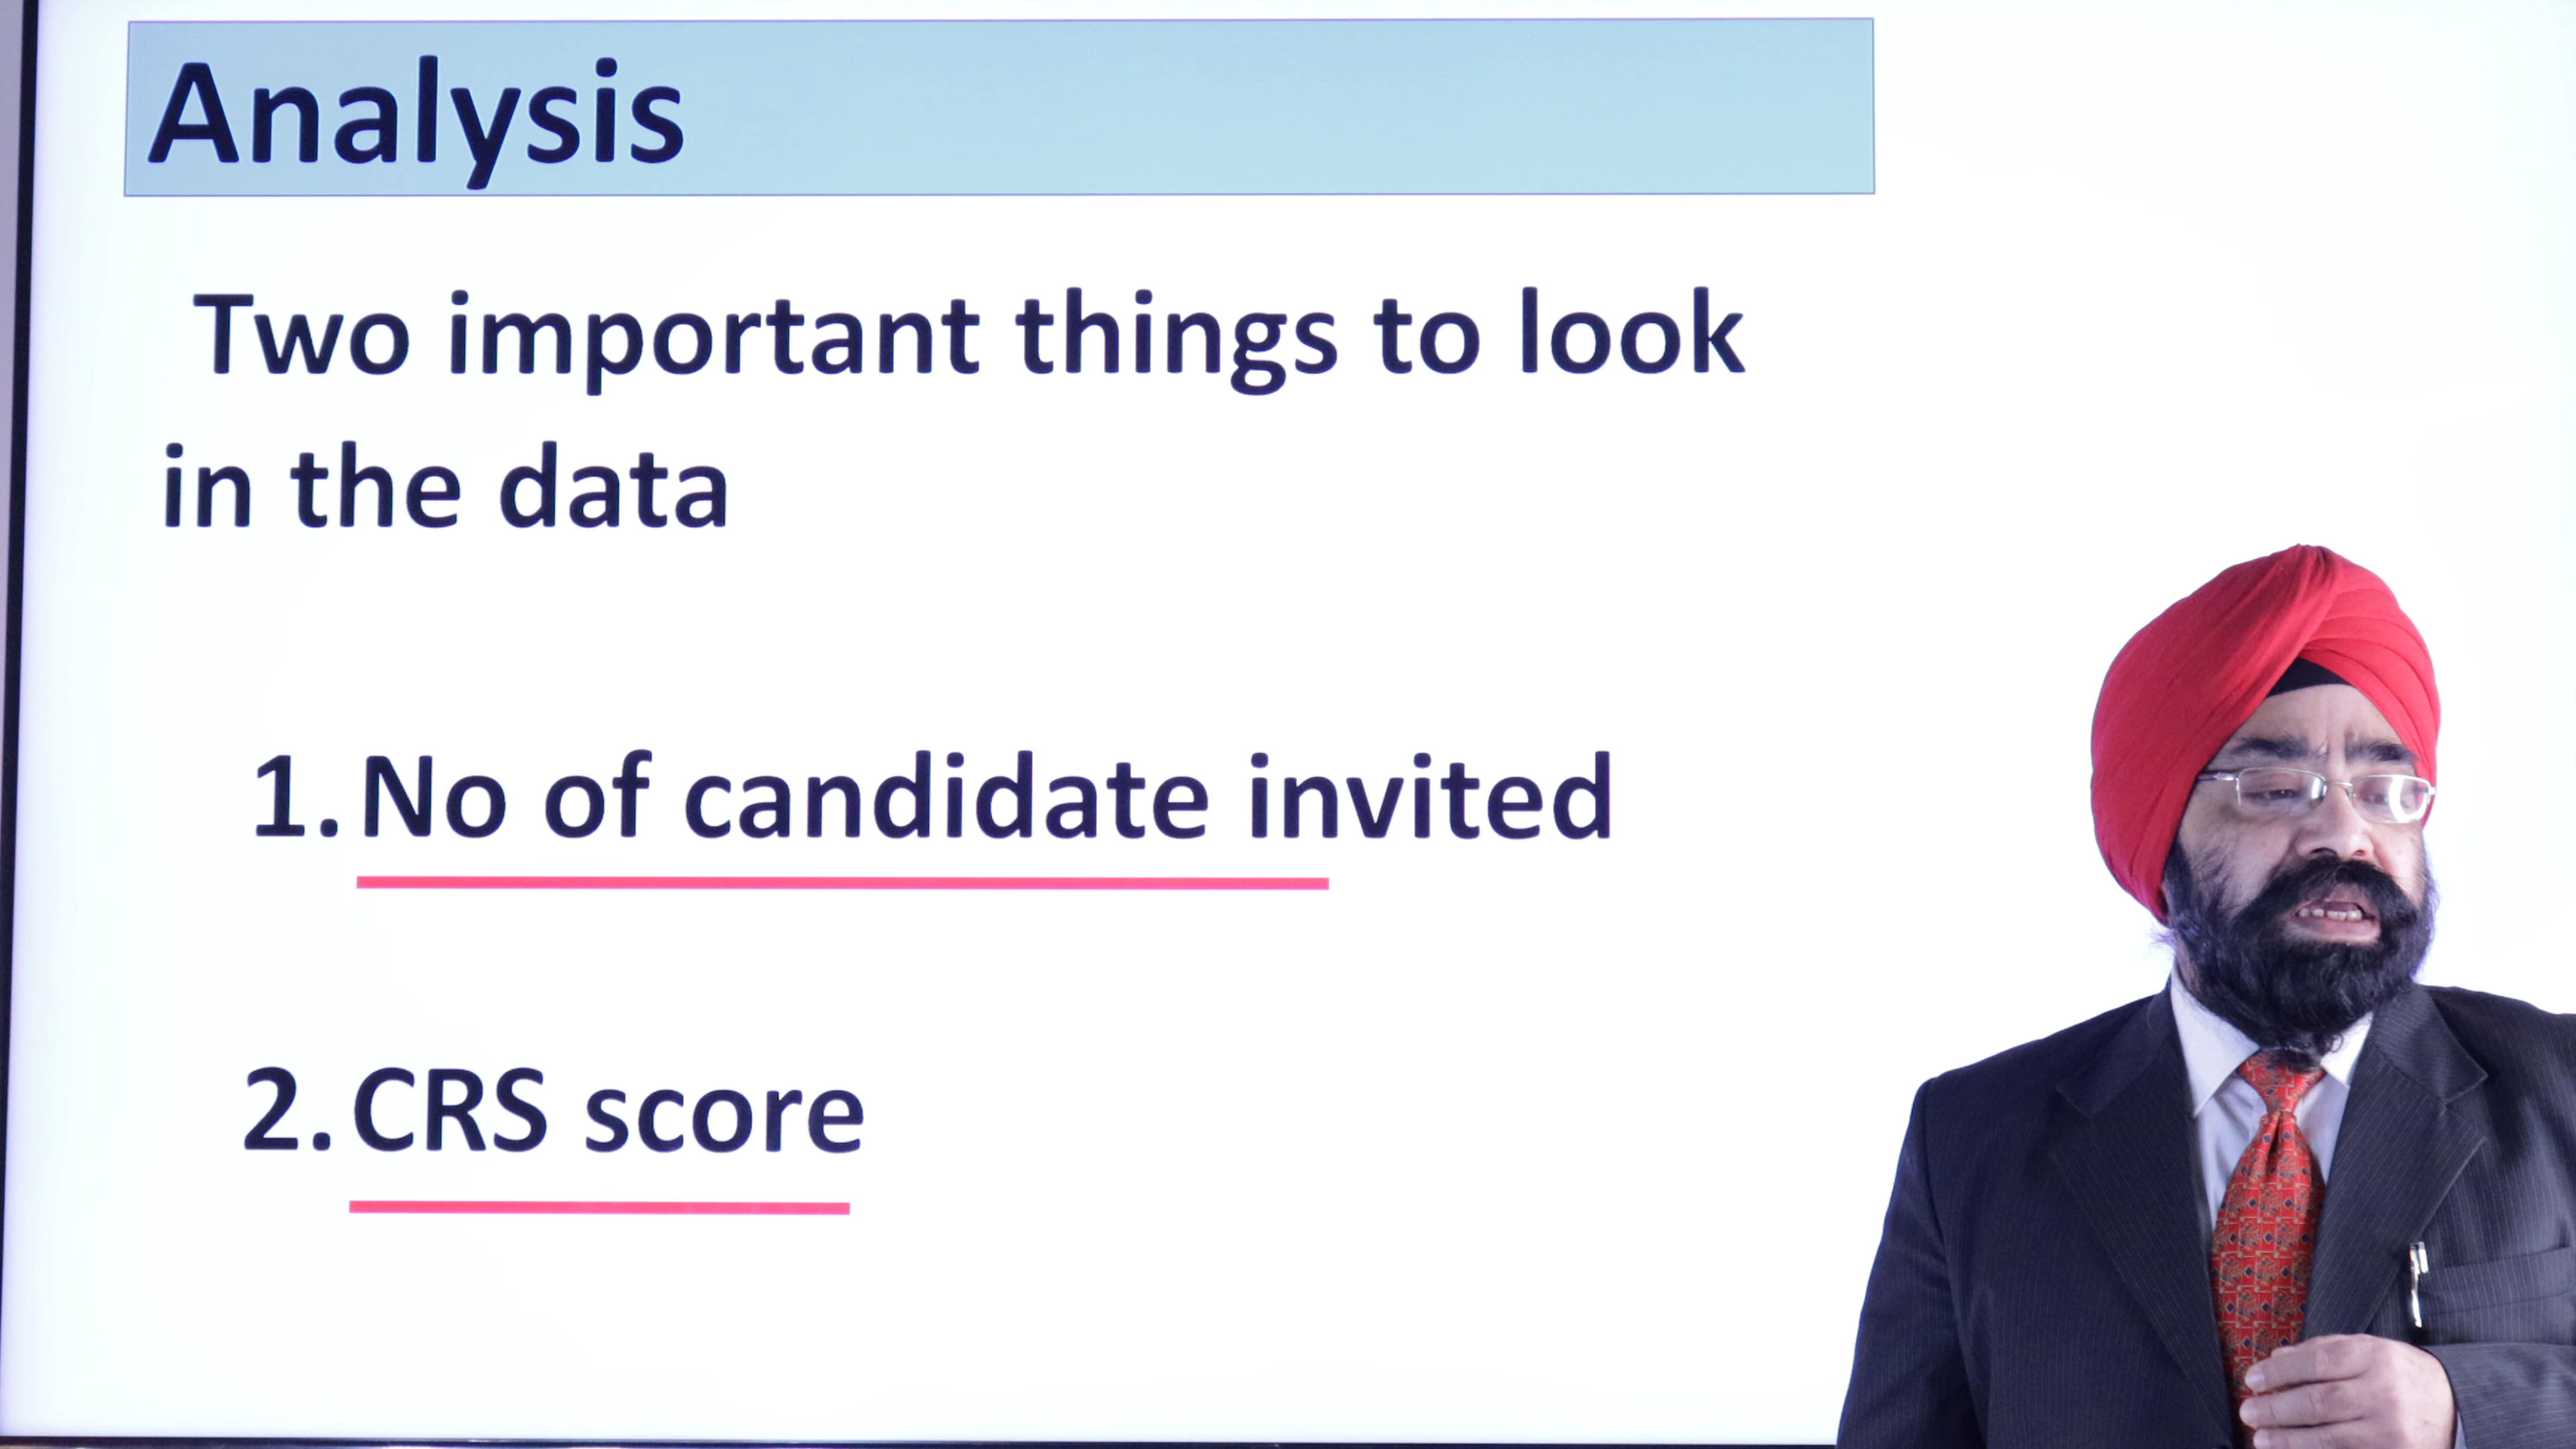 Analysis
Two important things to look
in the data
1. No of candidate invited
2. CRS score